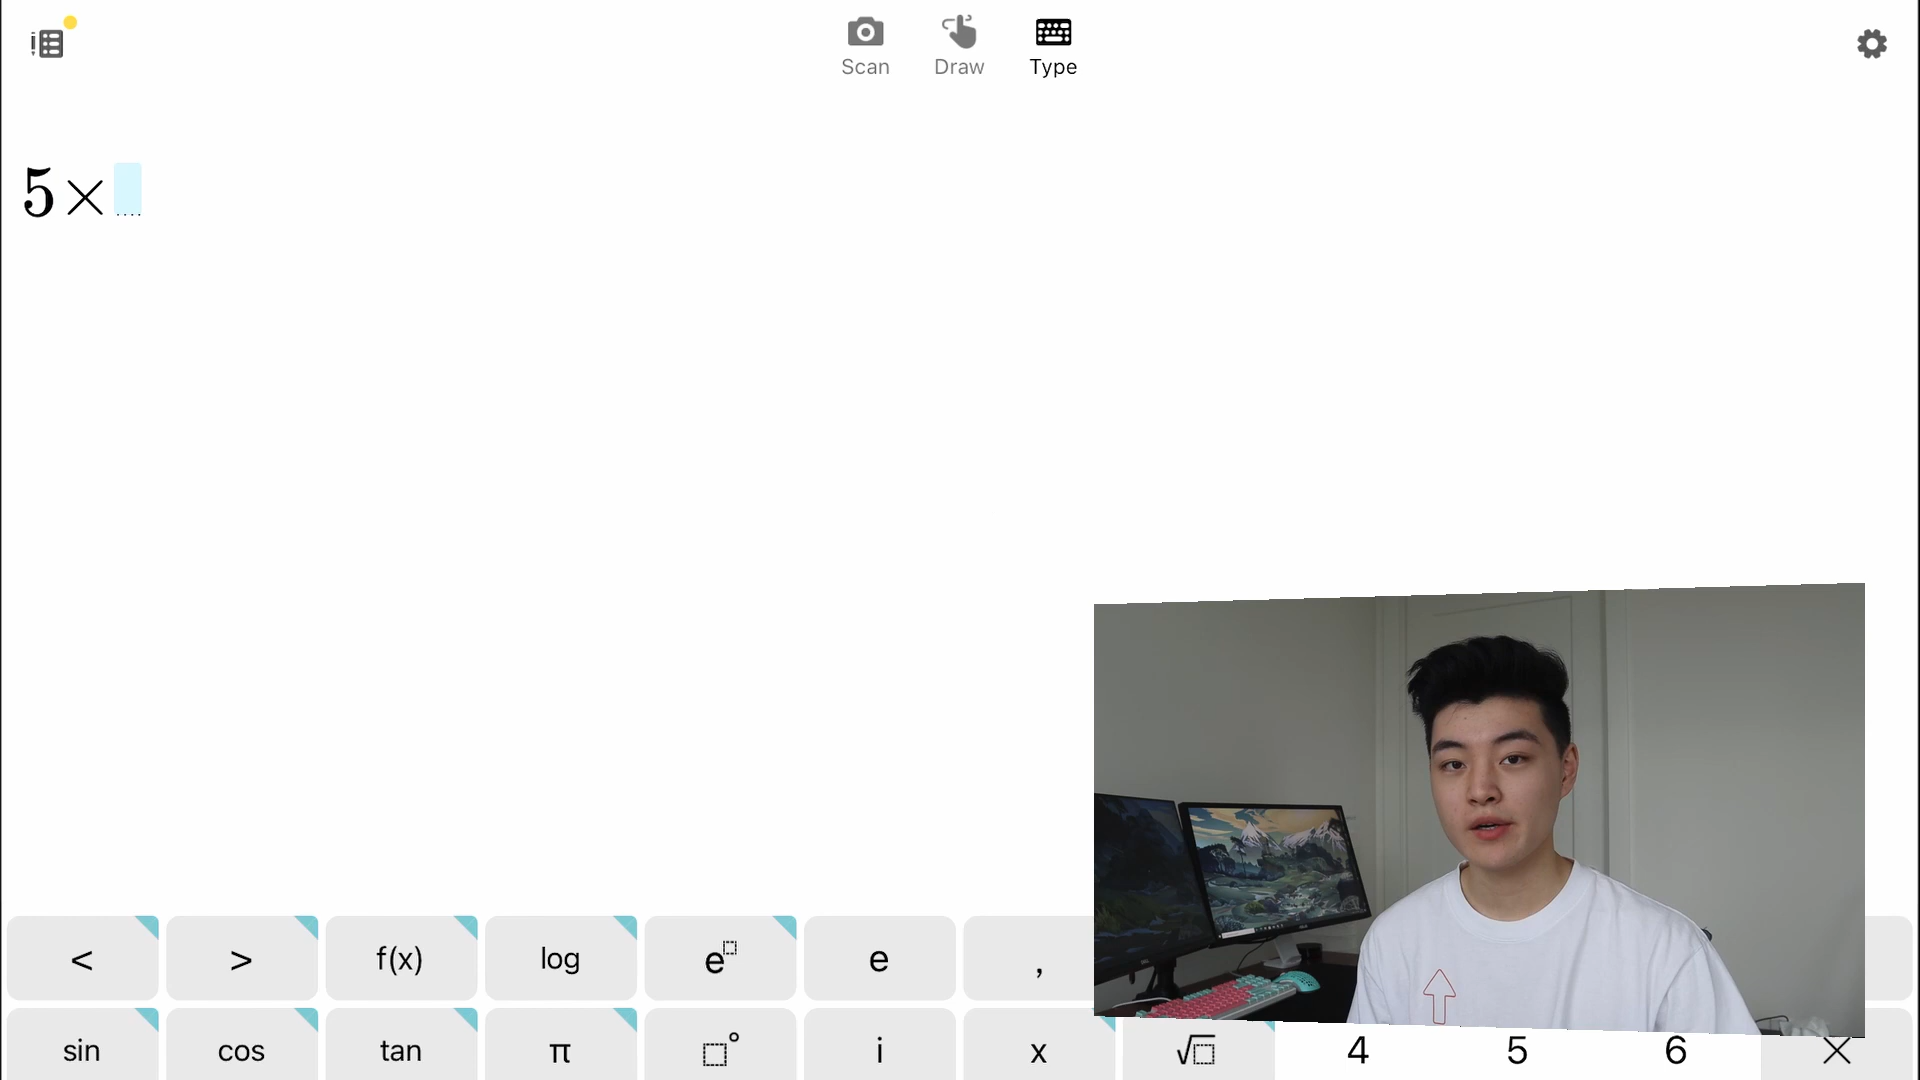 Scan Draw Type
5×
< > f(x) log e e ,
sin cos tan π ° i x √ 4 5 6 ×